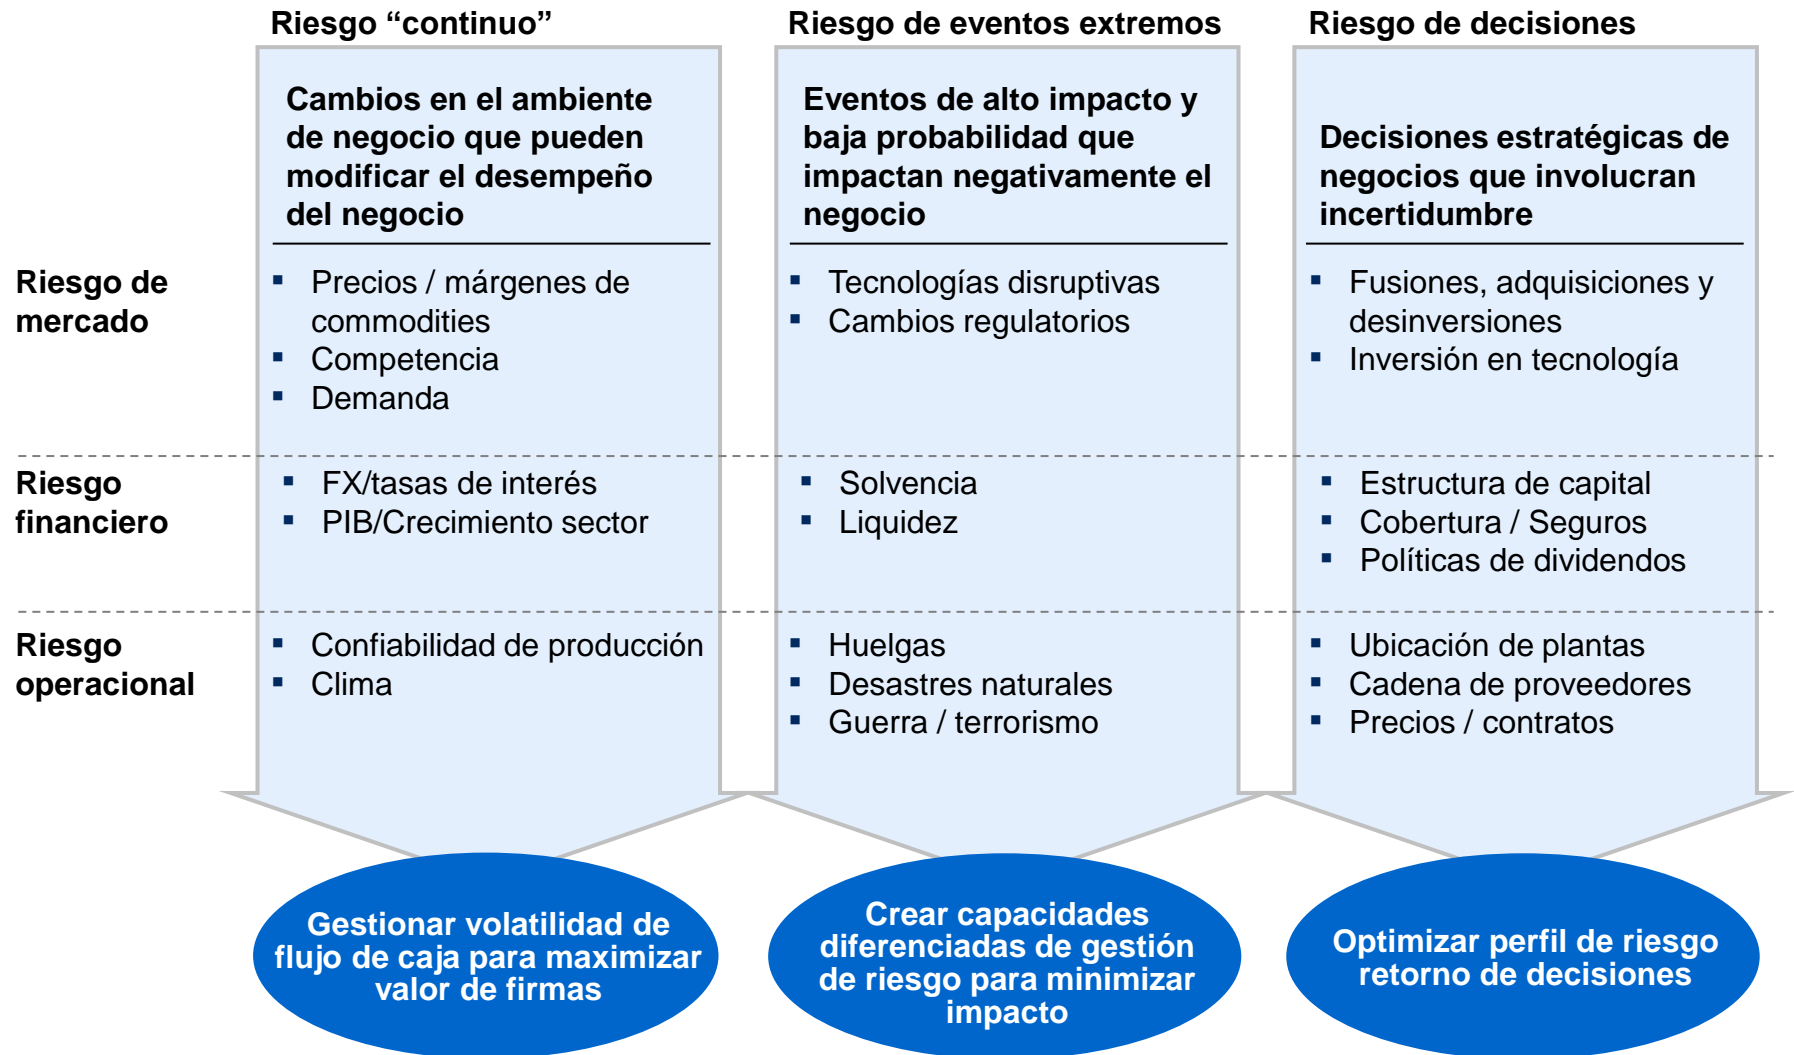 Riesgo “continuo”
Riesgo de eventos extremos
Riesgo de decisiones
Cambios en el ambiente
de negocio que pueden
modificar el desempeño
del negocio
Eventos de alto impacto y
baja probabilidad que
impactan negativamente el
negocio
Decisiones estratégicas de
negocios que involucran
incertidumbre
Riesgo de
mercado
▪ Precios / márgenes de
commodities
▪ Competencia
▪ Demanda
▪ Tecnologías disruptivas
▪ Cambios regulatorios
▪ Fusiones, adquisiciones y
desinversiones
▪ Inversión en tecnología
Riesgo
financiero
▪ FX/tasas de interés
▪ PIB/Crecimiento sector
▪ Solvencia
▪ Liquidez
▪ Estructura de capital
▪ Cobertura / Seguros
▪ Políticas de dividendos
Riesgo
operacional
▪ Confiabilidad de producción
▪ Clima
▪ Huelgas
▪ Desastres naturales
▪ Guerra / terrorismo
▪ Ubicación de plantas
▪ Cadena de proveedores
▪ Precios / contratos
Gestionar volatilidad de
flujo de caja para maximizar
valor de firmas
Crear capacidades
diferenciadas de gestión
de riesgo para minimizar
impacto
Optimizar perfil de riesgo
retorno de decisiones